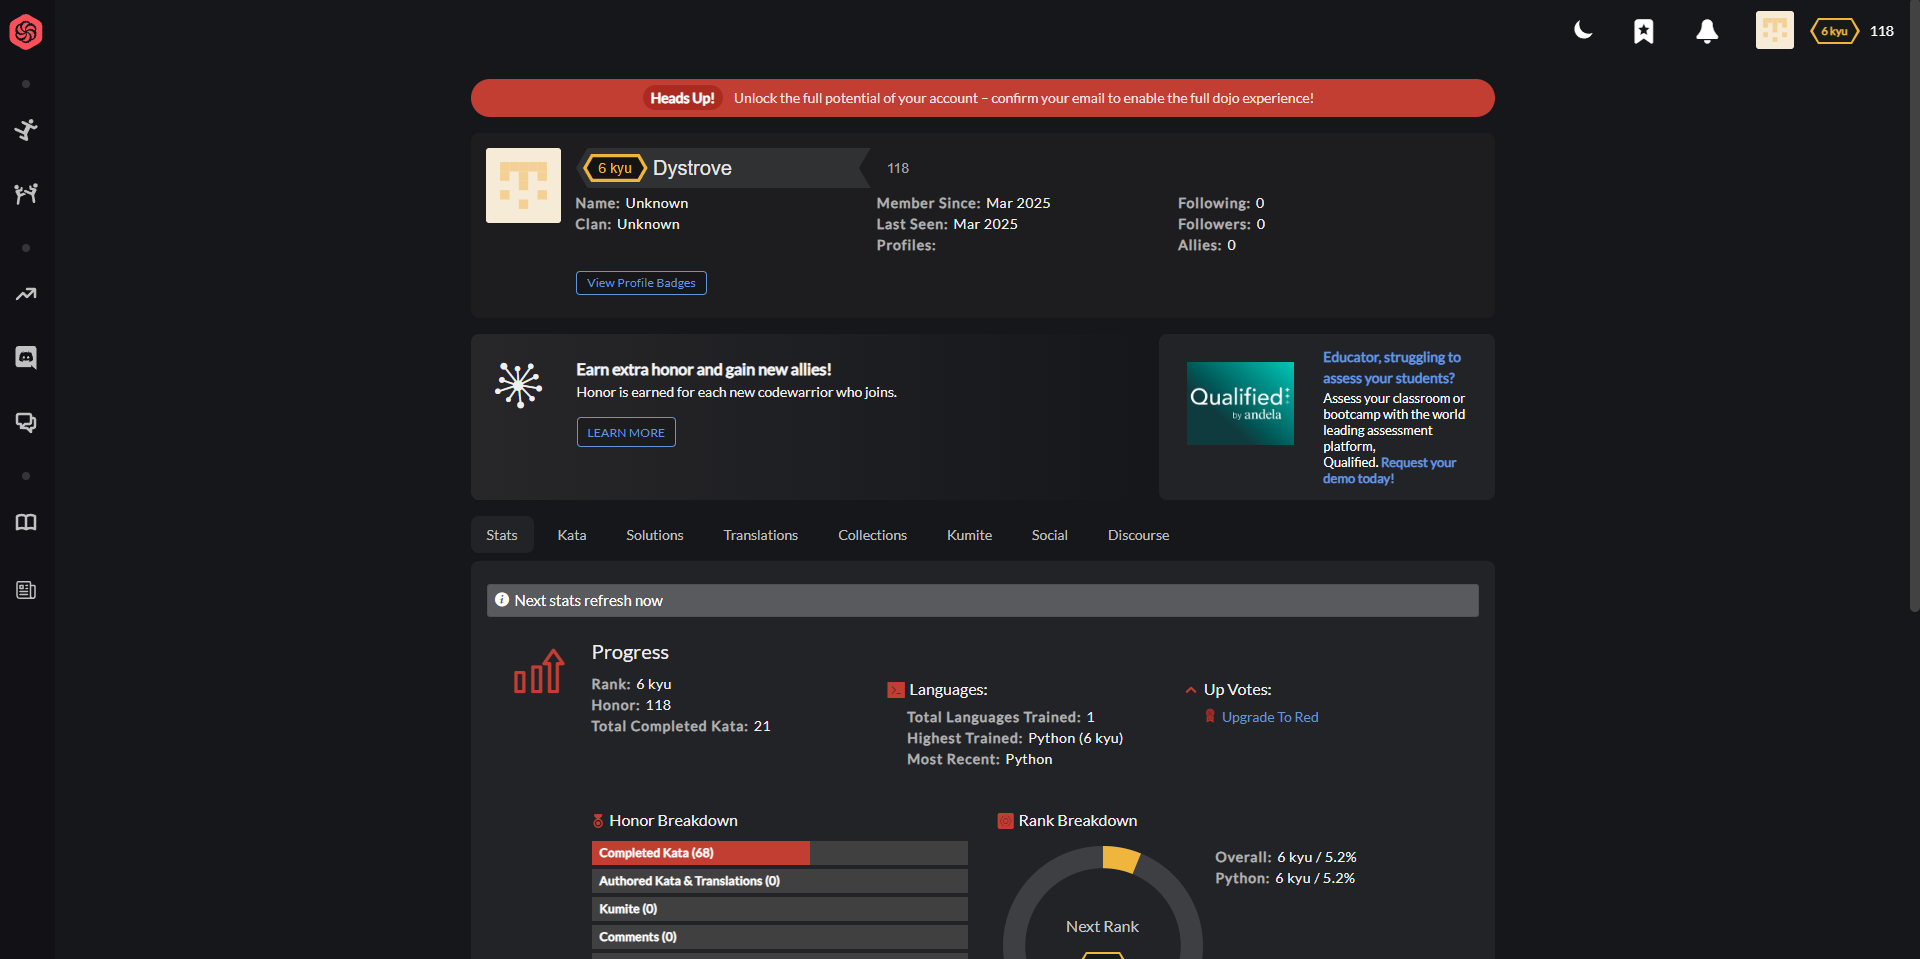 6 kyu 118
Heads Up! Unlock the full potential of your account – confirm your email to enable the full dojo experience!
6 kyu Dystrove 118
Name: Unknown
Clan: Unknown
Member Since: Mar 2025
Last Seen: Mar 2025
Profiles:
Following: 0
Followers: 0
Allies: 0
View Profile Badges
Earn extra honor and gain new allies!
Honor is earned for each new codewarrior who joins.
LEARN MORE
Qualified
by andela
Educator, struggling to
assess your students?
Assess your classroom or
bootcamp with the world
leading assessment
platform,
Qualified. Request your
demo today!
Stats Kata Solutions Translations Collections Kumite Social Discourse
Next stats refresh now
Progress
Rank: 6 kyu
Honor: 118
Total Completed Kata: 21
Languages:
Total Languages Trained: 1
Highest Trained: Python (6 kyu)
Most Recent: Python
Up Votes:
Upgrade To Red
Honor Breakdown
Completed Kata (68)
Authored Kata & Translations (0)
Kumite (0)
Comments (0)
Rank Breakdown
Next Rank
Overall: 6 kyu / 5.2%
Python: 6 kyu / 5.2%